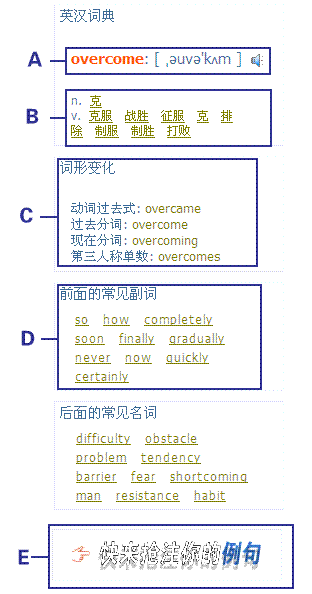 英汉词典
A
overcome: [ ˌəuvəˈkʌm ]
B
n. 克
v. 克服 战胜 征服 克 排
除 制服 制胜 打败
词形变化
C
动词过去式: overcame
过去分词: overcome
现在分词: overcoming
第三人称单数: overcomes
前面的常见副词
D
so how completely
soon finally gradually
never now quickly
certainly
后面的常见名词
difficulty obstacle
problem tendency
barrier fear shortcoming
man resistance habit
E
快来抢注你的例句